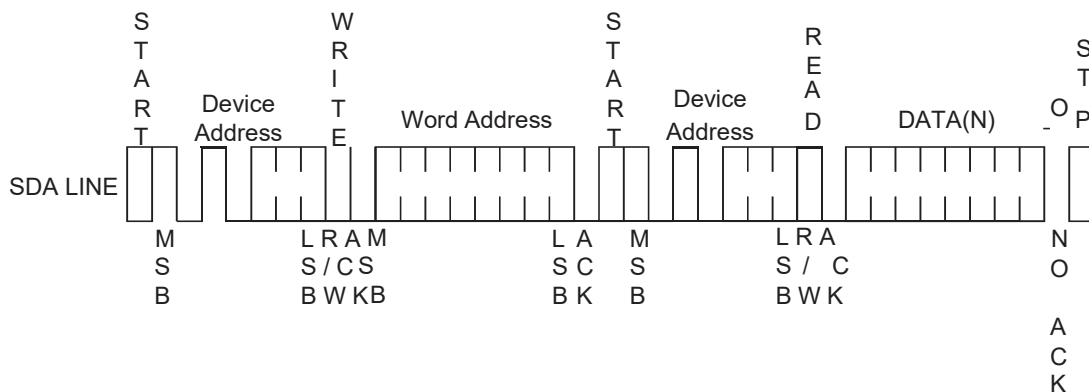 START
WRITE
START
READ
STOP
Device
Address
Word Address
Device
Address
DATA(N)
SDA LINE
MSB
LSB
R/W
ACK
MSB
LSB
ACK
MSB
LSB
R/W
ACK
NO ACK